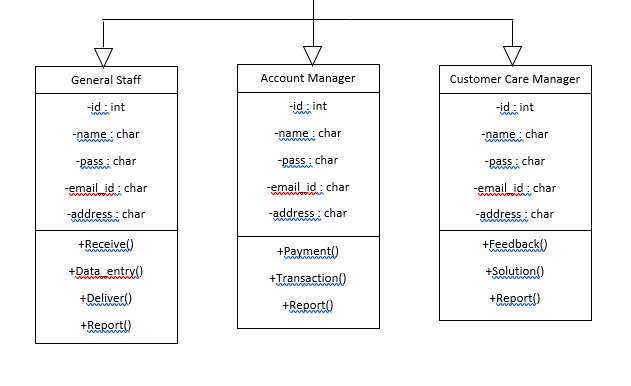 General Staff
-id : int
-name : char
-pass : char
-email_id : char
-address : char
+Receive()
+Data_entry()
+Deliver()
+Report()
Account Manager
-id : int
-name : char
-pass : char
-email_id : char
-address : char
+Payment()
+Transaction()
+Report()
Customer Care Manager
-id : int
-name : char
-pass : char
-email_id : char
-address : char
+Feedback()
+Solution()
+Report()